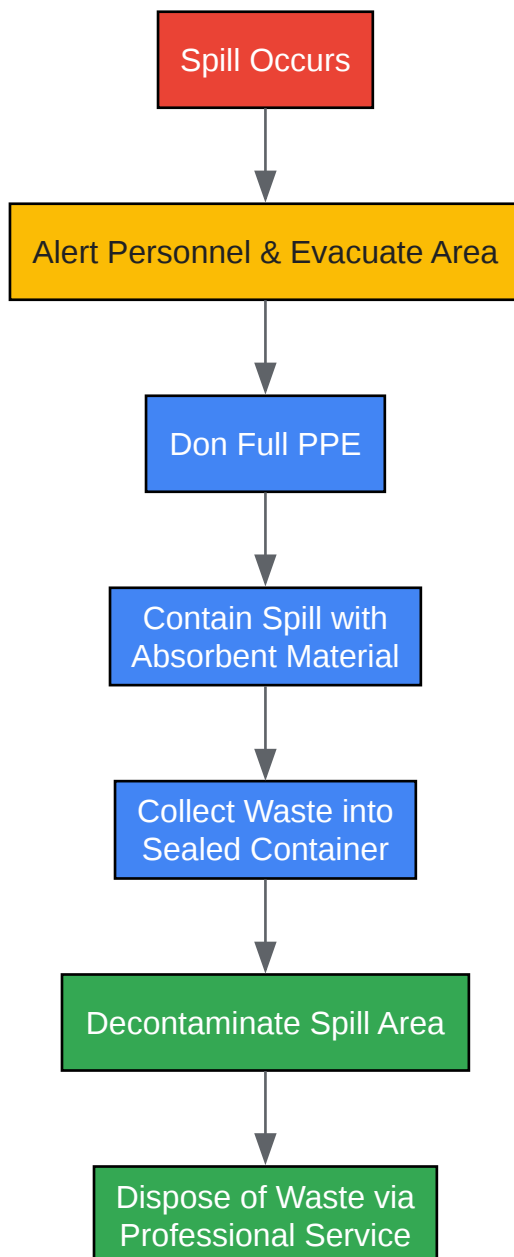 Spill Occurs
Alert Personnel & Evacuate Area
Don Full PPE
Contain Spill with
Absorbent Material
Collect Waste into
Sealed Container
Decontaminate Spill Area
Dispose of Waste via
Professional Service